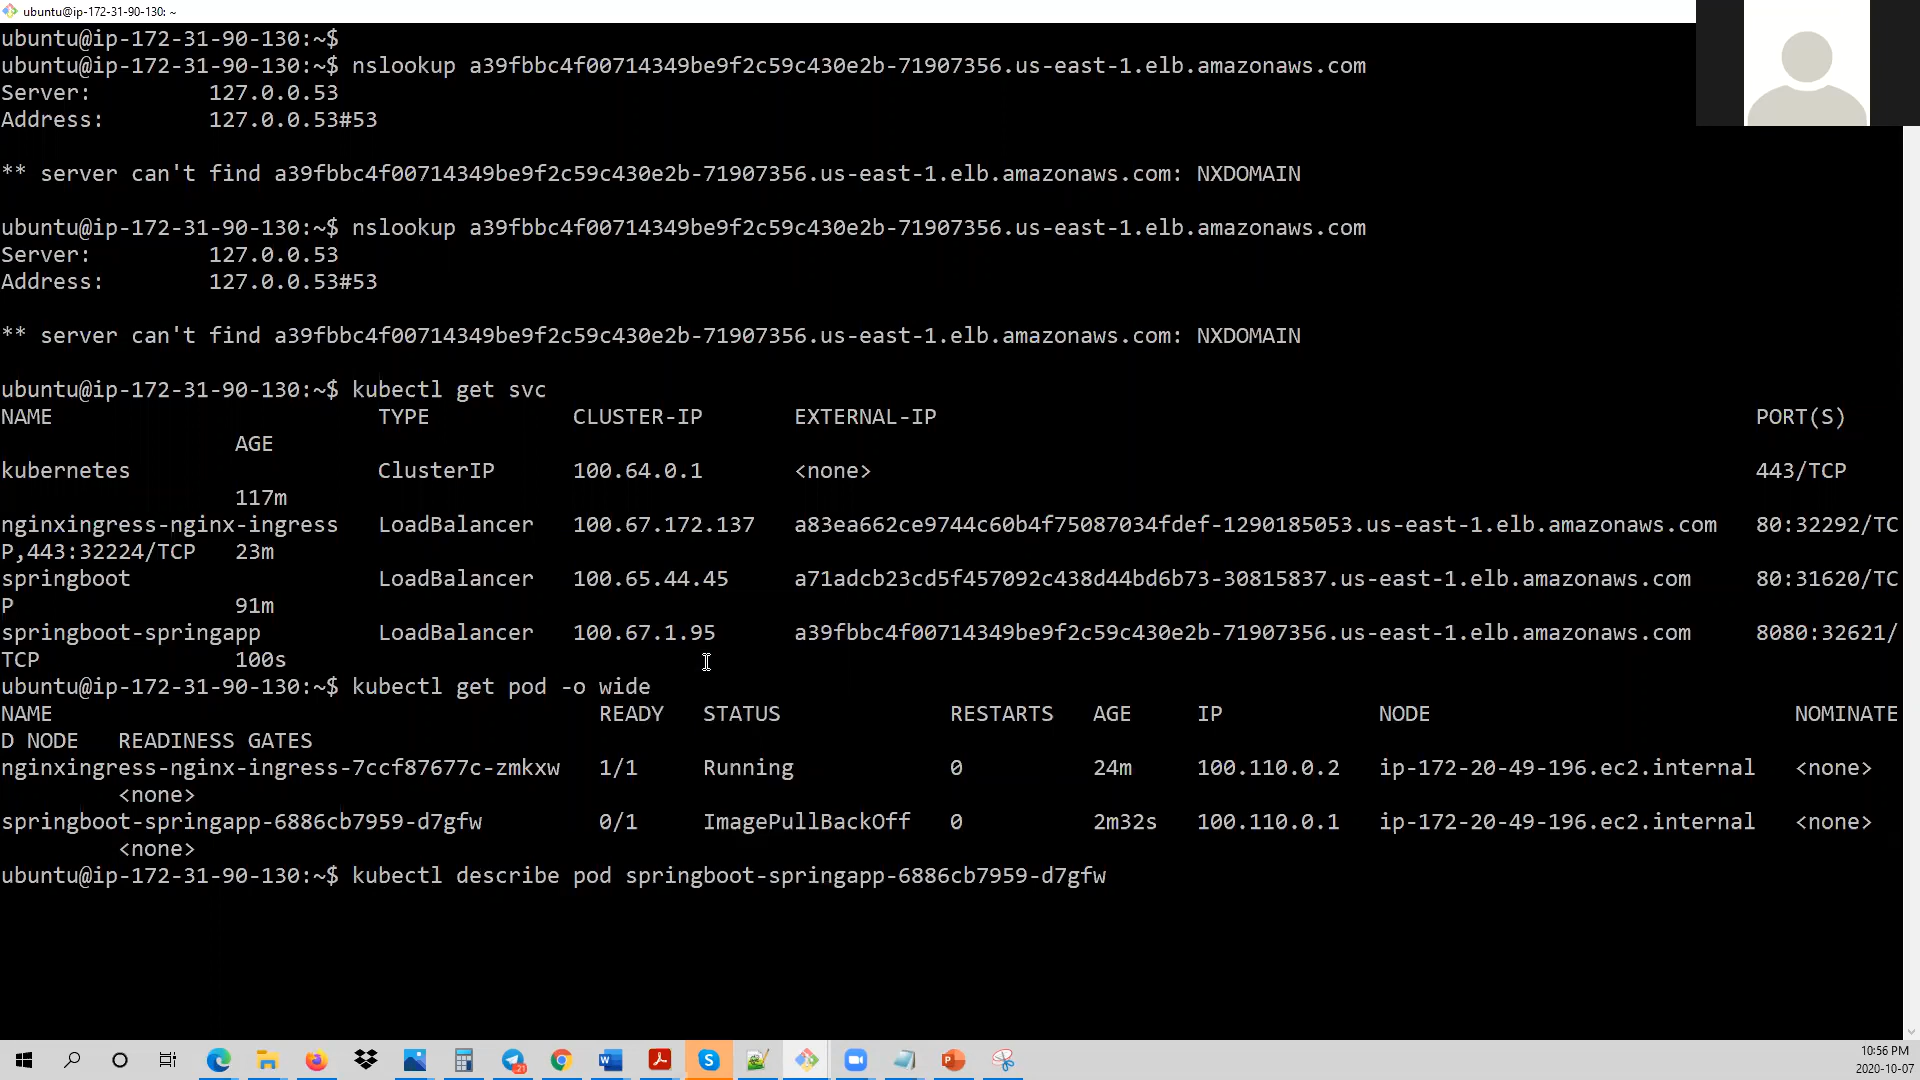 ubuntu@ip-172-31-90-130: ~
ubuntu@ip-172-31-90-130:~$
ubuntu@ip-172-31-90-130:~$ nslookup a39fbbc4f00714349be9f2c59c430e2b-71907356.us-east-1.elb.amazonaws.com
Server:         127.0.0.53
Address:        127.0.0.53#53
** server can't find a39fbbc4f00714349be9f2c59c430e2b-71907356.us-east-1.elb.amazonaws.com: NXDOMAIN
ubuntu@ip-172-31-90-130:~$ nslookup a39fbbc4f00714349be9f2c59c430e2b-71907356.us-east-1.elb.amazonaws.com
Server:         127.0.0.53
Address:        127.0.0.53#53
** server can't find a39fbbc4f00714349be9f2c59c430e2b-71907356.us-east-1.elb.amazonaws.com: NXDOMAIN
ubuntu@ip-172-31-90-130:~$ kubectl get svc
NAME                         TYPE           CLUSTER-IP       EXTERNAL-IP                                                               PORT(S)
                  AGE
kubernetes                   ClusterIP      100.64.0.1       <none>                                                                    443/TCP
                  117m
nginxingress-nginx-ingress   LoadBalancer   100.67.172.137   a83ea662ce9744c60b4f75087034fdef-1290185053.us-east-1.elb.amazonaws.com   80:32292/TC
P,443:32224/TCP   23m
springboot                   LoadBalancer   100.65.44.45     a71adcb23cd5f457092c438d44bd6b73-30815837.us-east-1.elb.amazonaws.com     80:31620/TC
P                 91m
springboot-springapp         LoadBalancer   100.67.1.95      a39fbbc4f00714349be9f2c59c430e2b-71907356.us-east-1.elb.amazonaws.com     8080:32621/
TCP               100s
ubuntu@ip-172-31-90-130:~$ kubectl get pod -o wide
NAME                                          READY   STATUS             RESTARTS   AGE     IP            NODE                            NOMINATE
D NODE   READINESS GATES
nginxingress-nginx-ingress-7ccf87677c-zmkxw   1/1     Running            0          24m     100.110.0.2   ip-172-20-49-196.ec2.internal   <none>
         <none>
springboot-springapp-6886cb7959-d7gfw         0/1     ImagePullBackOff   0          2m32s   100.110.0.1   ip-172-20-49-196.ec2.internal   <none>
         <none>
ubuntu@ip-172-31-90-130:~$ kubectl describe pod springboot-springapp-6886cb7959-d7gfw
10:56 PM
2020-10-07